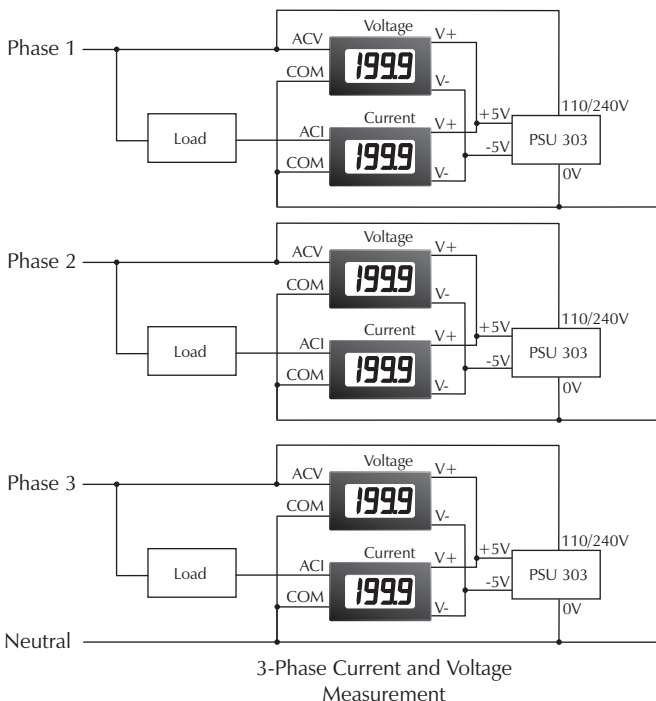 Voltage
Phase 1
ACV
V+
199.9
COM
110/240V
V-
+5V
Current
Load
ACI
V+
PSU 303
199.9
-5V
COM
V-
0V
Voltage
Phase 2
ACV
V+
199.9
COM
110/240V
V-
+5V
Current
Load
ACI
V+
PSU 303
199.9
-5V
COM
V-
0V
Voltage
Phase 3
ACV
V+
199.9
COM
110/240V
V-
+5V
Current
Load
ACI
V+
PSU 303
199.9
-5V
COM
V-
0V
Neutral
3-Phase Current and Voltage
Measurement